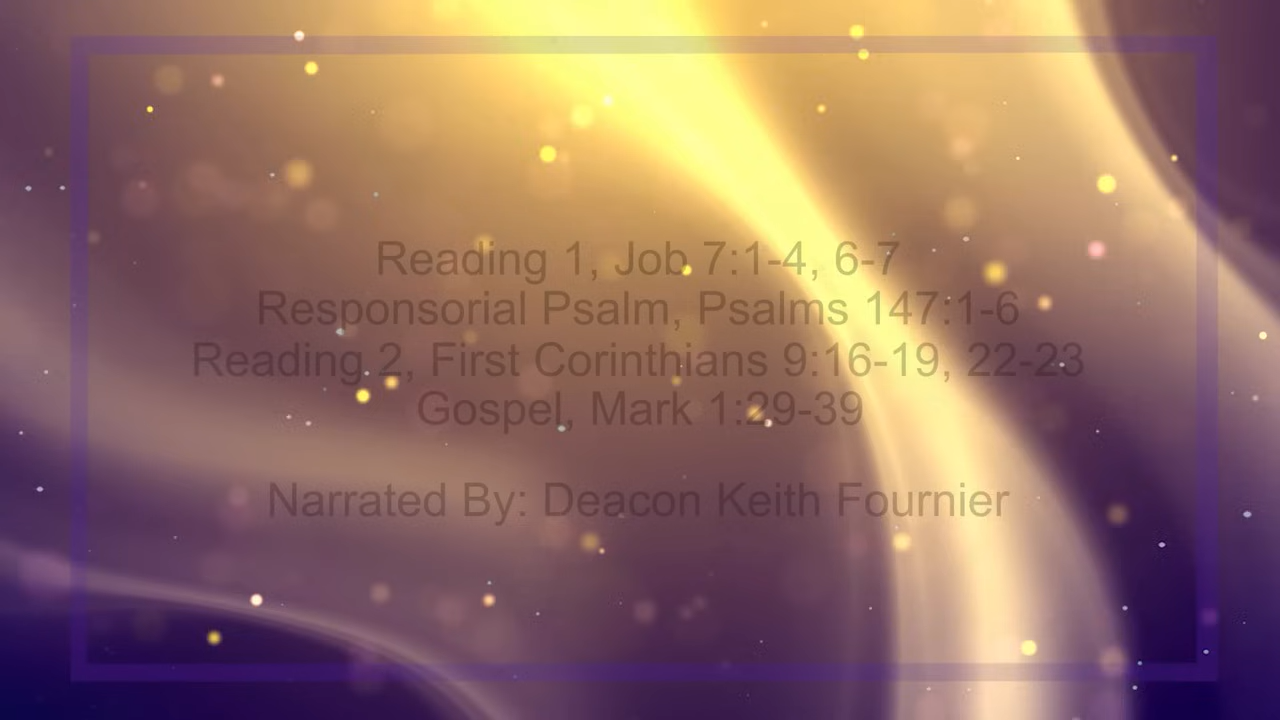 Reading 1, Job 7:1-4, 6-7
Responsorial Psalm, Psalms 147:1-6
Reading 2, First Corinthians 9:16-19, 22-23
Gospel, Mark 1:29-39
Narrated By: Deacon Keith Fournier